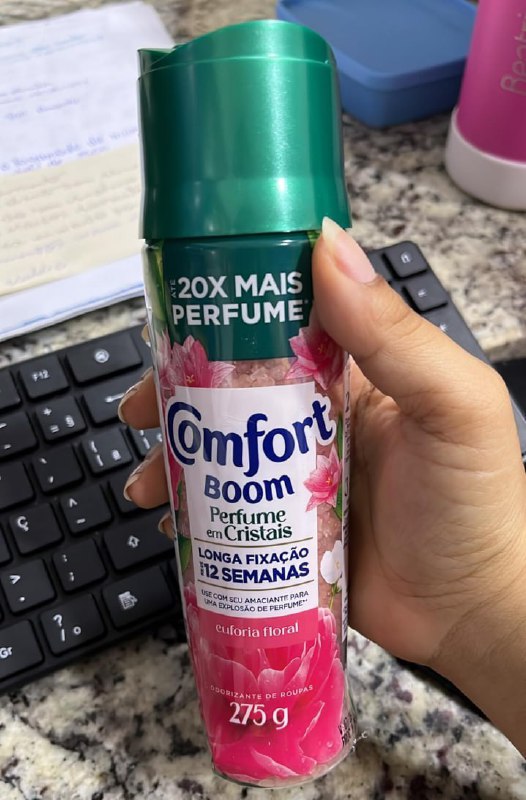 ATÉ
20X MAIS
PERFUME*
Comfort
BOOM
Perfume
em Cristais
LONGA FIXAÇÃO
12 SEMANAS
USE COM SEU AMACIANTE PARA
UMA EXPLOSÃO DE PERFUME**
euforia floral
ODORIZANTE DE ROUPAS
275 g
F12
Ç
Gr